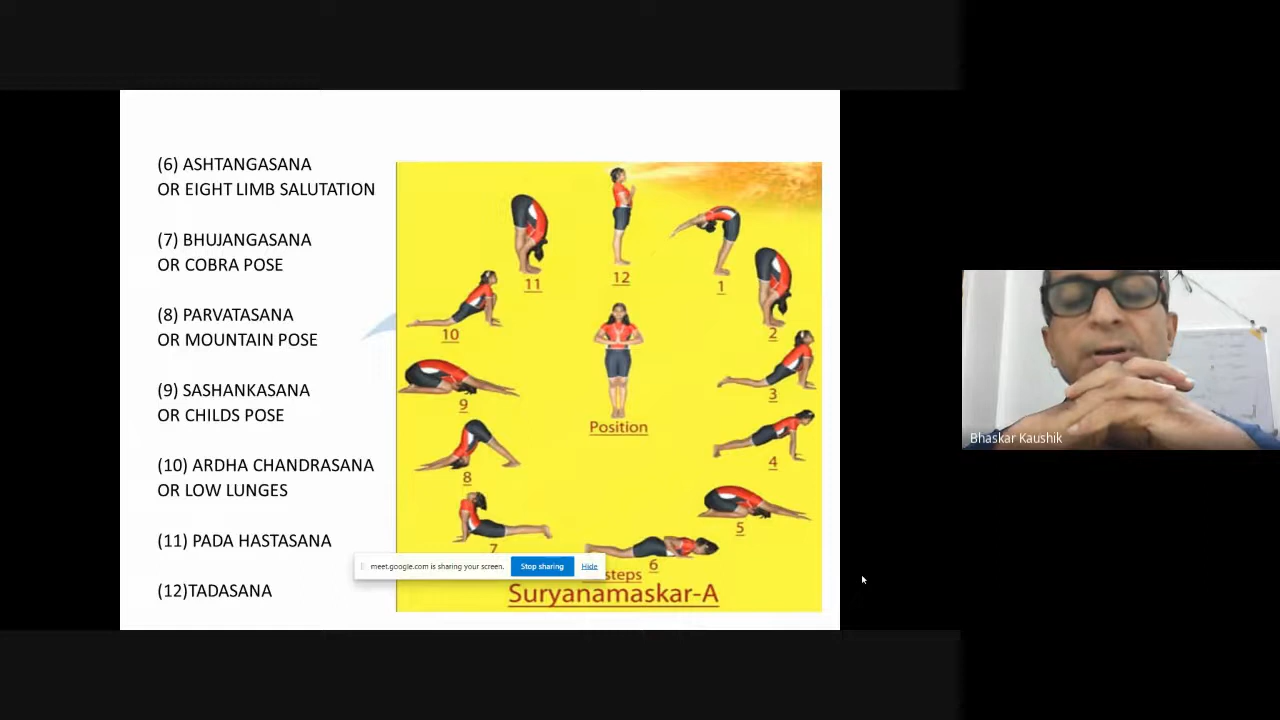 (6) ASHTANGASANA
OR EIGHT LIMB SALUTATION
(7) BHUJANGASANA
OR COBRA POSE
(8) PARVATASANA
OR MOUNTAIN POSE
(9) SASHANKASANA
OR CHILDS POSE
(10) ARDHA CHANDRASANA
OR LOW LUNGES
(11) PADA HASTASANA
(12)TADASANA
12
1
2
3
4
5
6
7
8
9
10
11
Position
steps
Suryanamaskar-A
meet.google.com is sharing your screen.
Stop sharing
Hide
Bhaskar Kaushik